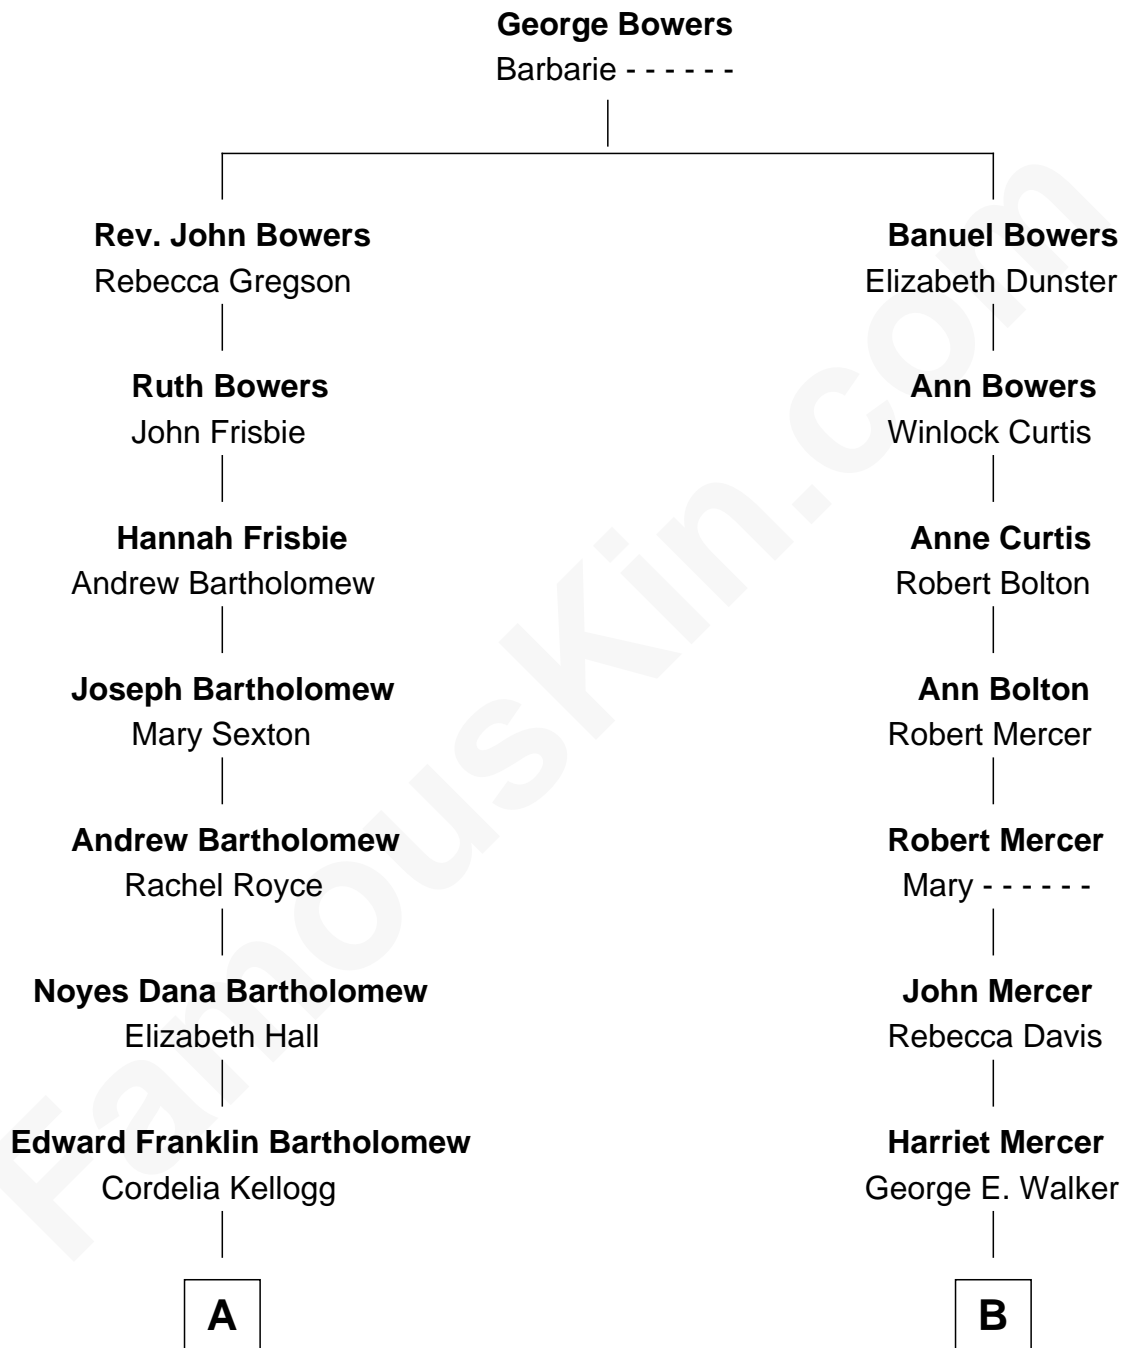 George Bowers
Barbarie - - - - - -
Rev. John Bowers
Rebecca Gregson
Banuel Bowers
Elizabeth Dunster
Ruth Bowers
John Frisbie
Ann Bowers
Winlock Curtis
Hannah Frisbie
Andrew Bartholomew
Anne Curtis
Robert Bolton
Joseph Bartholomew
Mary Sexton
Ann Bolton
Robert Mercer
Andrew Bartholomew
Rachel Royce
Robert Mercer
Mary - - - - - -
Noyes Dana Bartholomew
Elizabeth Hall
John Mercer
Rebecca Davis
Edward Franklin Bartholomew
Cordelia Kellogg
Harriet Mercer
George E. Walker
A
B
FamousKin.com